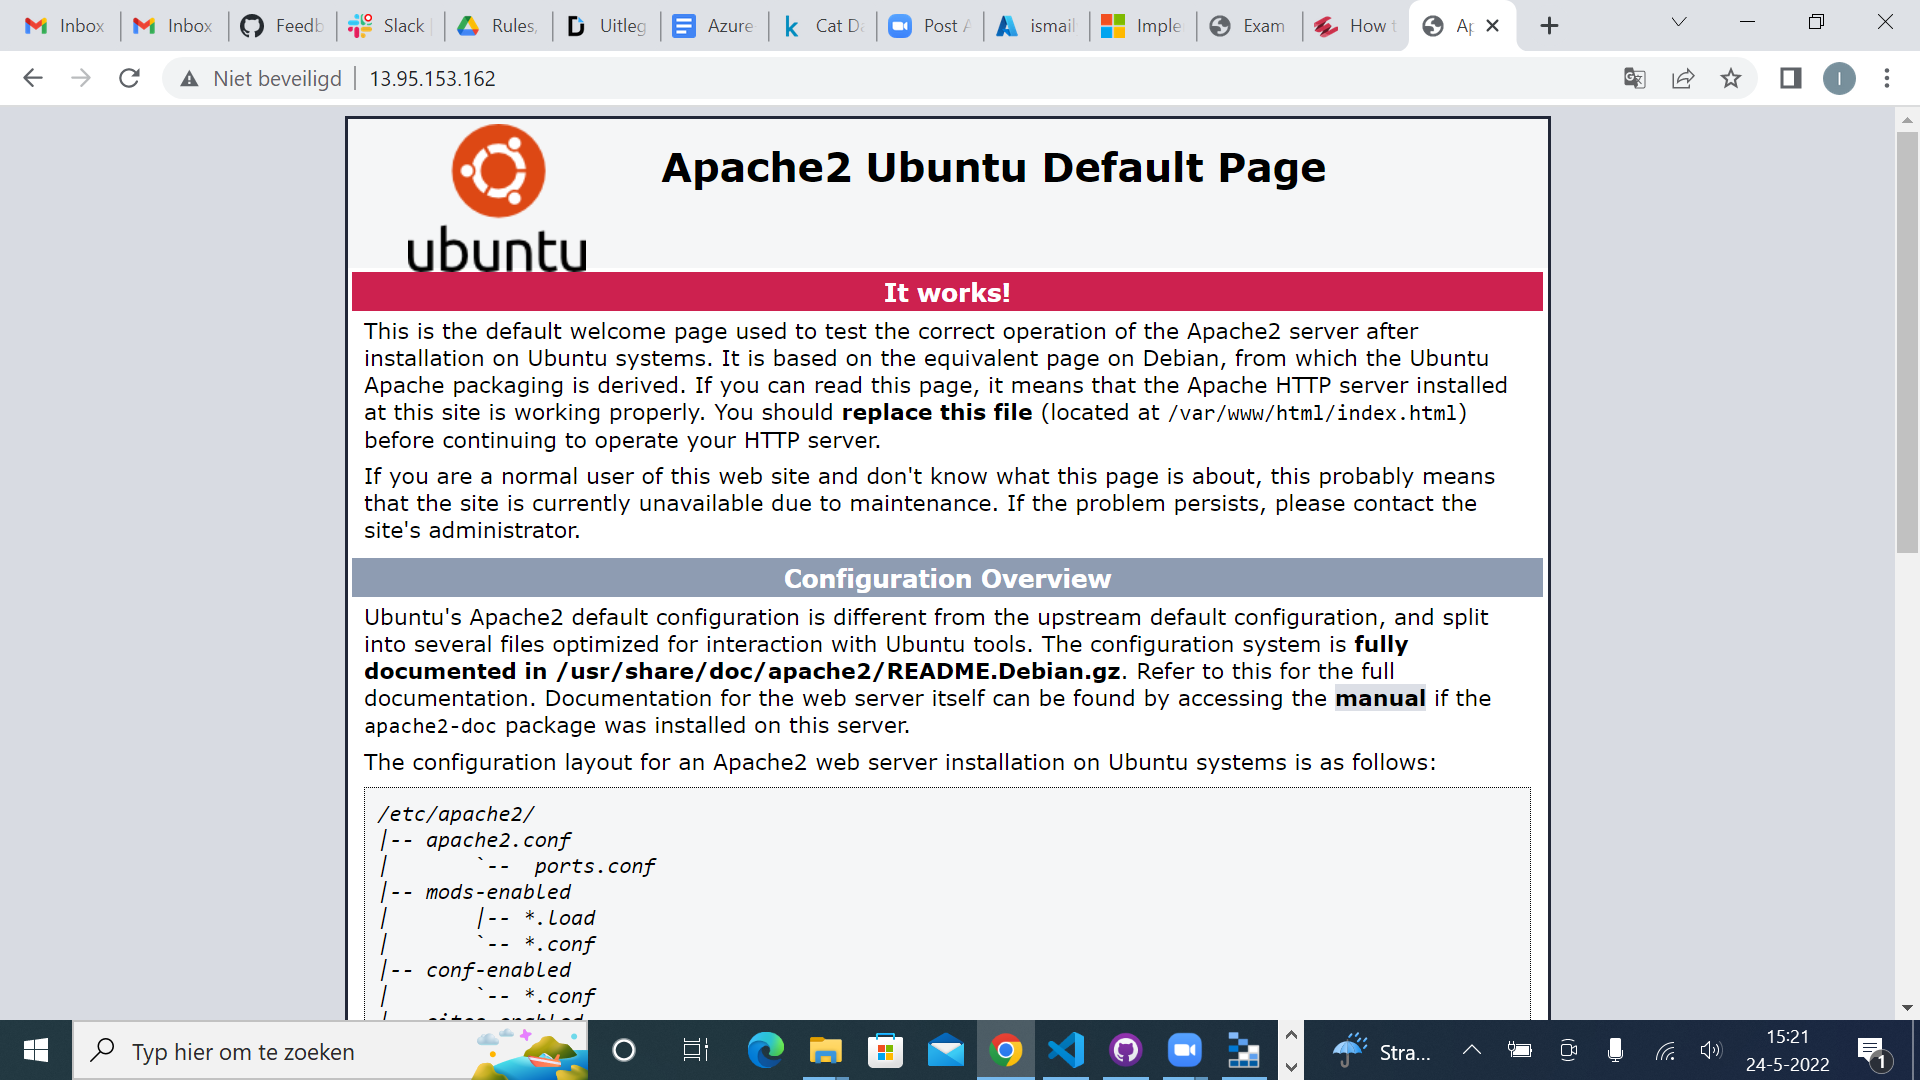 Inbox
Inbox
Feedb
Slack
Rules,
Uitleg
Azure
Cat Da
Post A
ismail
Imple
Exam
How t
Ap
Niet beveiligd
13.95.153.162
I
ubuntu
Apache2 Ubuntu Default Page
It works!
This is the default welcome page used to test the correct operation of the Apache2 server after
installation on Ubuntu systems. It is based on the equivalent page on Debian, from which the Ubuntu
Apache packaging is derived. If you can read this page, it means that the Apache HTTP server installed
at this site is working properly. You should replace this file (located at /var/www/html/index.html)
before continuing to operate your HTTP server.
If you are a normal user of this web site and don't know what this page is about, this probably means
that the site is currently unavailable due to maintenance. If the problem persists, please contact the
site's administrator.
Configuration Overview
Ubuntu's Apache2 default configuration is different from the upstream default configuration, and split
into several files optimized for interaction with Ubuntu tools. The configuration system is fully
documented in /usr/share/doc/apache2/README.Debian.gz. Refer to this for the full
documentation. Documentation for the web server itself can be found by accessing the manual if the
apache2-doc package was installed on this server.
The configuration layout for an Apache2 web server installation on Ubuntu systems is as follows:
/etc/apache2/
|-- apache2.conf
|       `--  ports.conf
|-- mods-enabled
|       |-- *.load
|       `-- *.conf
|-- conf-enabled
|       `-- *.conf
|-- sites-enabled
Typ hier om te zoeken
Stra...
15:21
24-5-2022
1